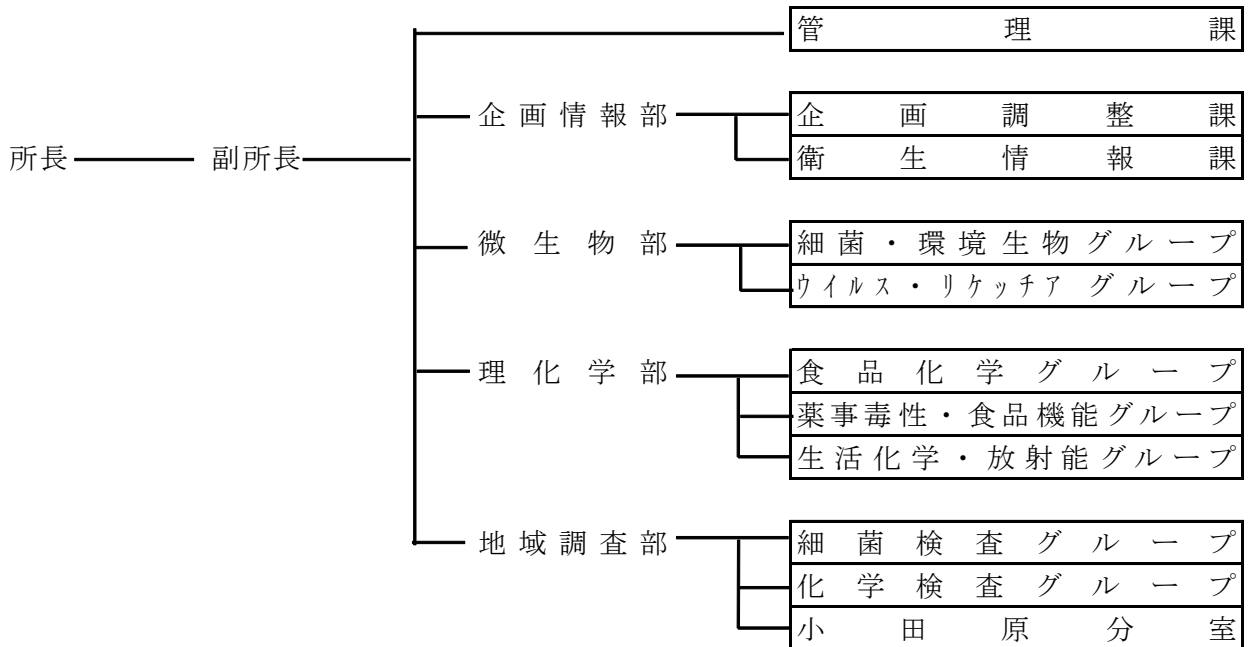 管理課
企画情報部 企画調整課
所長 副所長 衛生情報課
微生物部 細菌・環境生物グループ
ウイルス・リケッチア グループ
理化学部 食品化学グループ
薬事毒性・食品機能グループ
生活化学・放射能グループ
地域調査部 細菌検査グループ
化学検査グループ
小田原分室